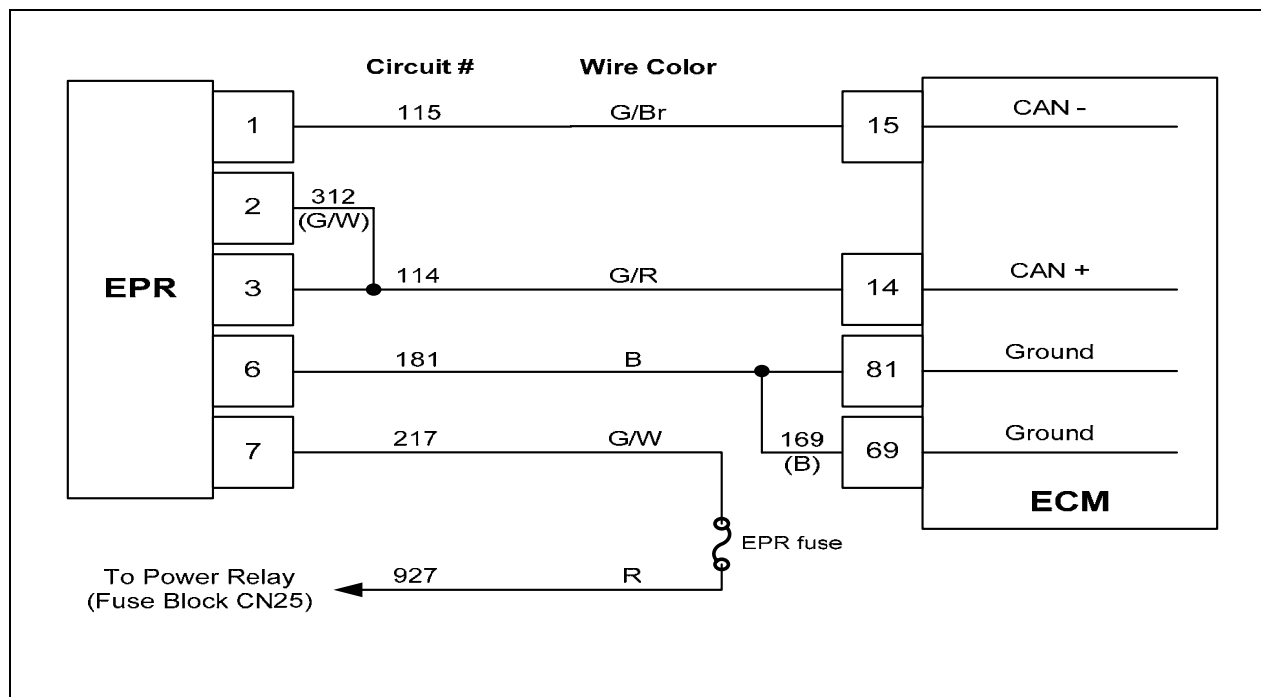 Circuit # Wire Color
EPR
1 115 G/Br 15 CAN -
2 312
(G/W)
3 114 G/R 14 CAN +
6 181 B 81 Ground
7 217 G/W 169
(B) 69 Ground
ECM
EPR fuse
To Power Relay
(Fuse Block CN25)
927 R